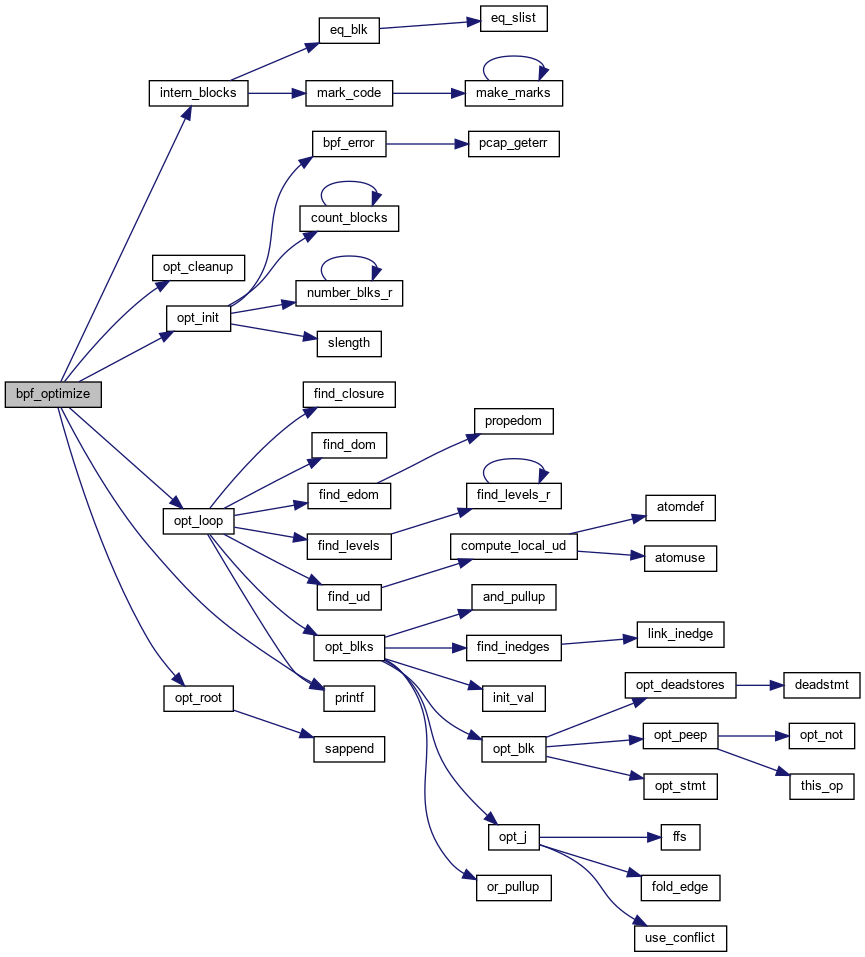 eq_slist
eq_blk
intern_blocks
mark_code
make_marks
bpf_error
pcap_geterr
count_blocks
opt_cleanup
number_blks_r
opt_init
slength
bpf_optimize
find_closure
propedom
find_dom
find_edom
find_levels_r
atomdef
opt_loop
find_levels
compute_local_ud
atomuse
find_ud
and_pullup
link_inedge
opt_blks
find_inedges
opt_deadstores
deadstmt
opt_root
printf
init_val
opt_peep
opt_not
sappend
opt_blk
opt_stmt
this_op
opt_j
ffs
or_pullup
fold_edge
use_conflict